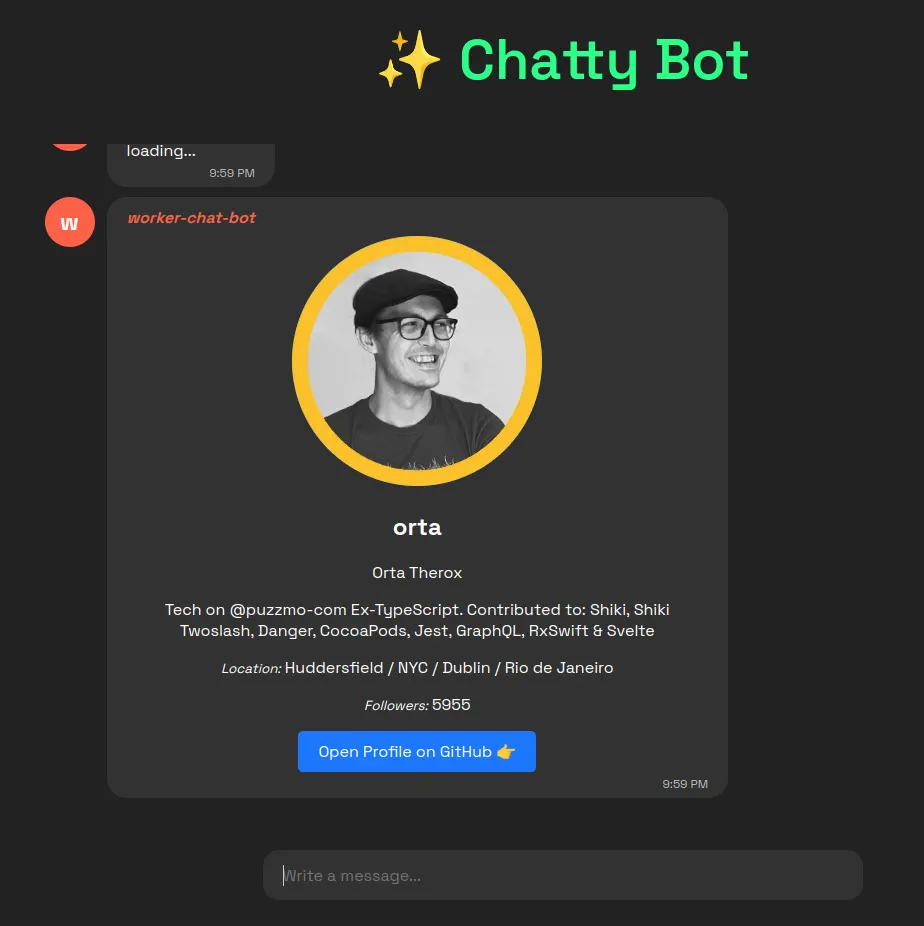 ✨ Chatty Bot
loading...
9:59 PM
W
worker-chat-bot
orta
Orta Therox
Tech on @puzzmo-com Ex-TypeScript. Contributed to: Shiki, Shiki
Twoslash, Danger, CocoaPods, Jest, GraphQL, RxSwift & Svelte
Location: Huddersfield / NYC / Dublin / Rio de Janeiro
Followers: 5955
Open Profile on GitHub 👉
9:59 PM
Write a message...